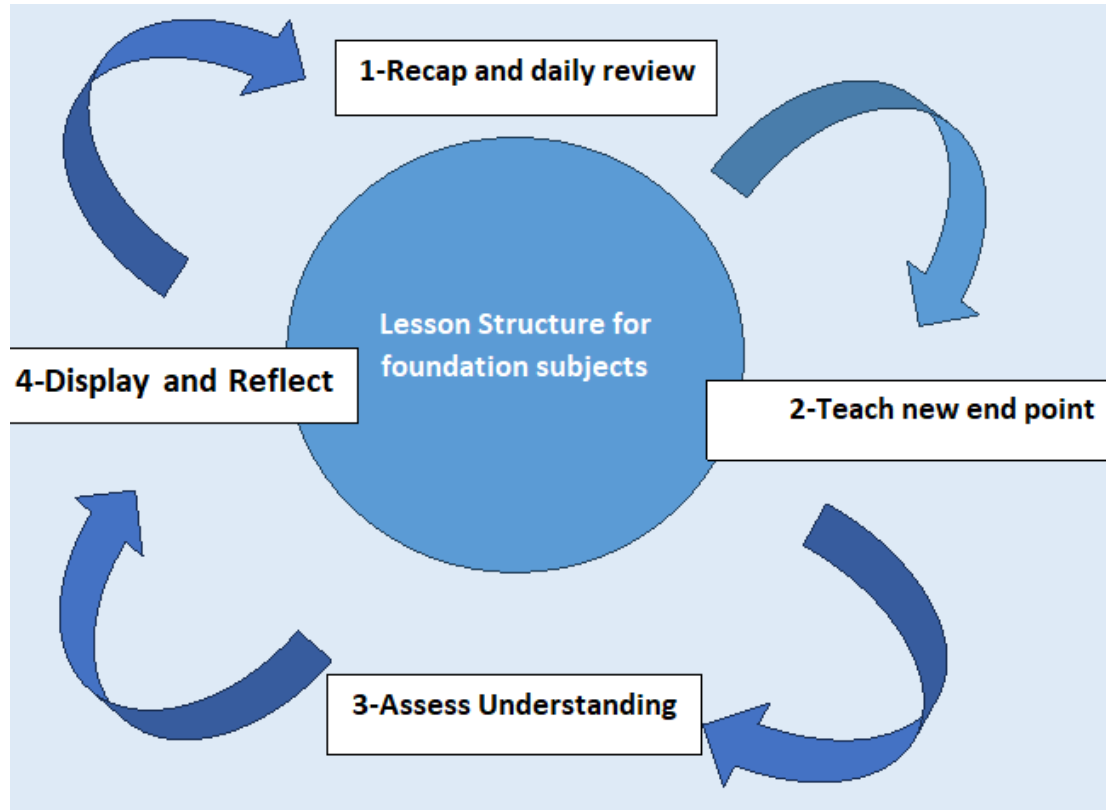 1-Recap and daily review
Lesson Structure for
foundation subjects
4-Display and Reflect
2-Teach new end point
3-Assess Understanding